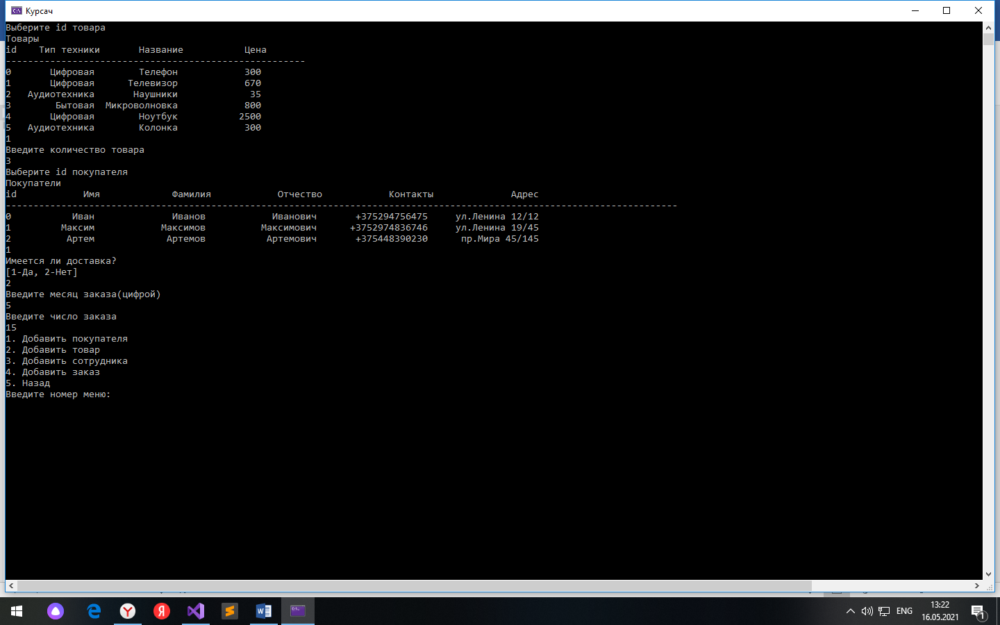 Курсач
Выберите id товара
Товары
id Тип техники Название Цена
------------------------------------------------------
0 Цифровая Телефон 300
1 Цифровая Телевизор 670
2 Аудиотехника Наушники 35
3 Бытовая Микроволновка 800
4 Цифровая Ноутбук 2500
5 Аудиотехника Колонка 300
1
Введите количество товара
3
Выберите id покупателя
Покупатели
id Имя Фамилия Отчество Контакты Адрес
-------------------------------------------------------------------------------------------------------------------------
0 Иван Иванов Иванович +375294756475 ул.Ленина 12/12
1 Максим Максимов Максимович +3752974836746 ул.Ленина 19/45
2 Артем Артемов Артемович +375448390230 пр.Мира 45/145
1
Имеется ли доставка?
[1-Да, 2-Нет]
2
Введите месяц заказа(цифрой)
5
Введите число заказа
15
1. Добавить покупателя
2. Добавить товар
3. Добавить сотрудника
4. Добавить заказ
5. Назад
Введите номер меню:
ENG
13:22
16.05.2021
1